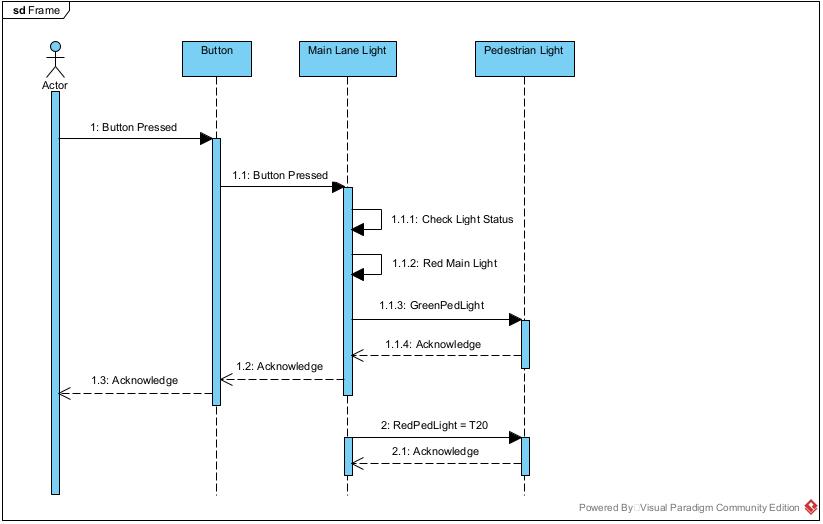 sd Frame
Button
Main Lane Light
Pedestrian Light
Actor
1: Button Pressed
1.1: Button Pressed
1.1.1: Check Light Status
1.1.2: Red Main Light
1.1.3: GreenPedLight
1.1.4: Acknowledge
1.2: Acknowledge
1.3: Acknowledge
2: RedPedLight = T20
2.1: Acknowledge
Powered By Visual Paradigm Community Edition